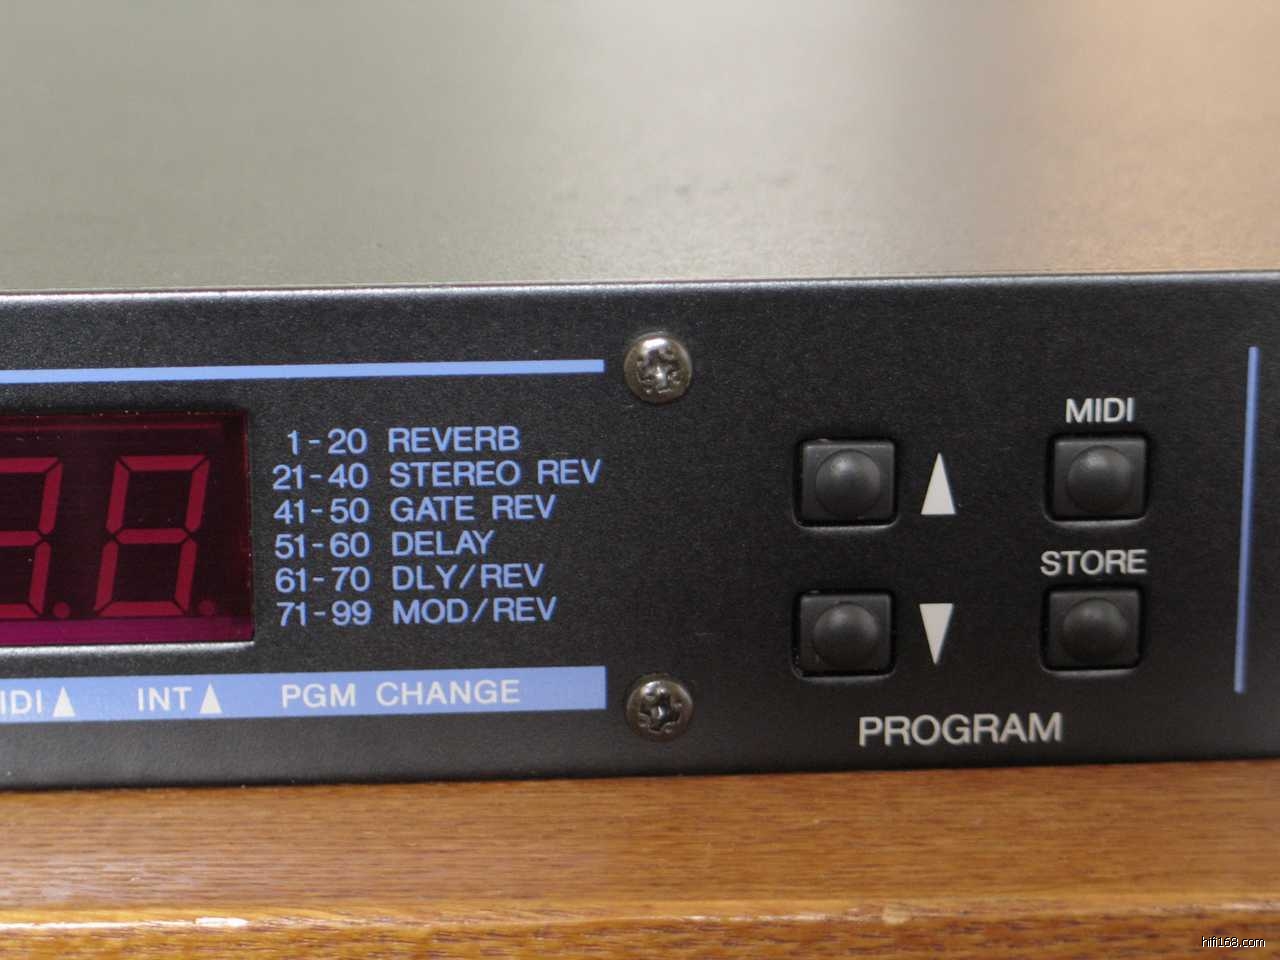 1-20 REVERB
21-40 STEREO REV
41-50 GATE REV
51-60 DELAY
61-70 DLY/REV
71-99 MOD/REV
IDI▲ INT▲ PGM CHANGE
MIDI
▲
STORE
▼
PROGRAM
hifi168.com